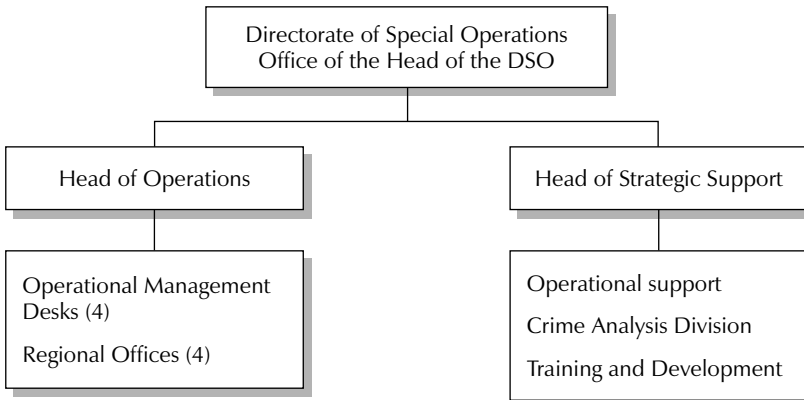 Directorate of Special Operations
Office of the Head of the DSO
Head of Operations
Head of Strategic Support
Operational Management
Desks (4)
Regional Offices (4)
Operational support
Crime Analysis Division
Training and Development